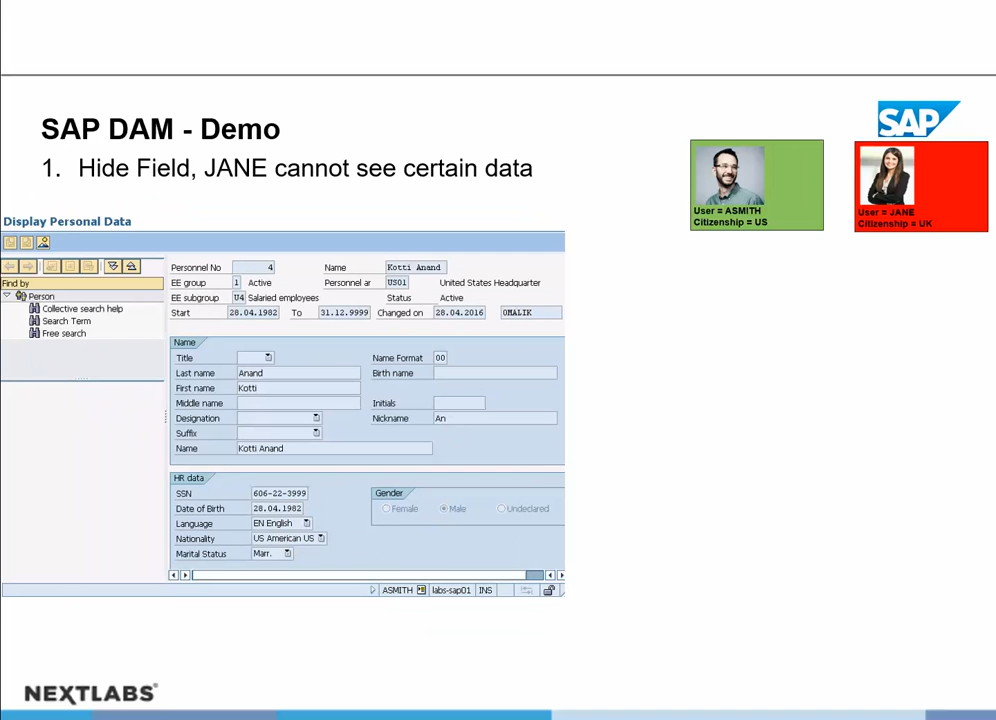 SAP DAM - Demo
1. Hide Field, JANE cannot see certain data
SAP
User = ASMITH
Citizenship = US
User = JANE
Citizenship = UK
Display Personal Data
Find by
Person
Collective search help
Search Term
Free search
Personnel No 4 Name Kotti Anand
EE group 1 Active Personnel ar US01 United States Headquarter
EE subgroup U4 Salaried employees Status Active
Start 28.04.1982 To 31.12.9999 Changed on 28.04.2016 OMALIK
Name
Title Name Format 00
Last name Anand Birth name
First name Kotti
Middle name Initials
Designation Nickname An
Suffix
Name Kotti Anand
HR data
SSN 606-22-3999 Gender
Date of Birth 28.04.1982 Female Male Undeclared
Language EN English
Nationality US American US
Marital Status Marr.
ASMITH labs-sap01 INS
NEXTLABS®